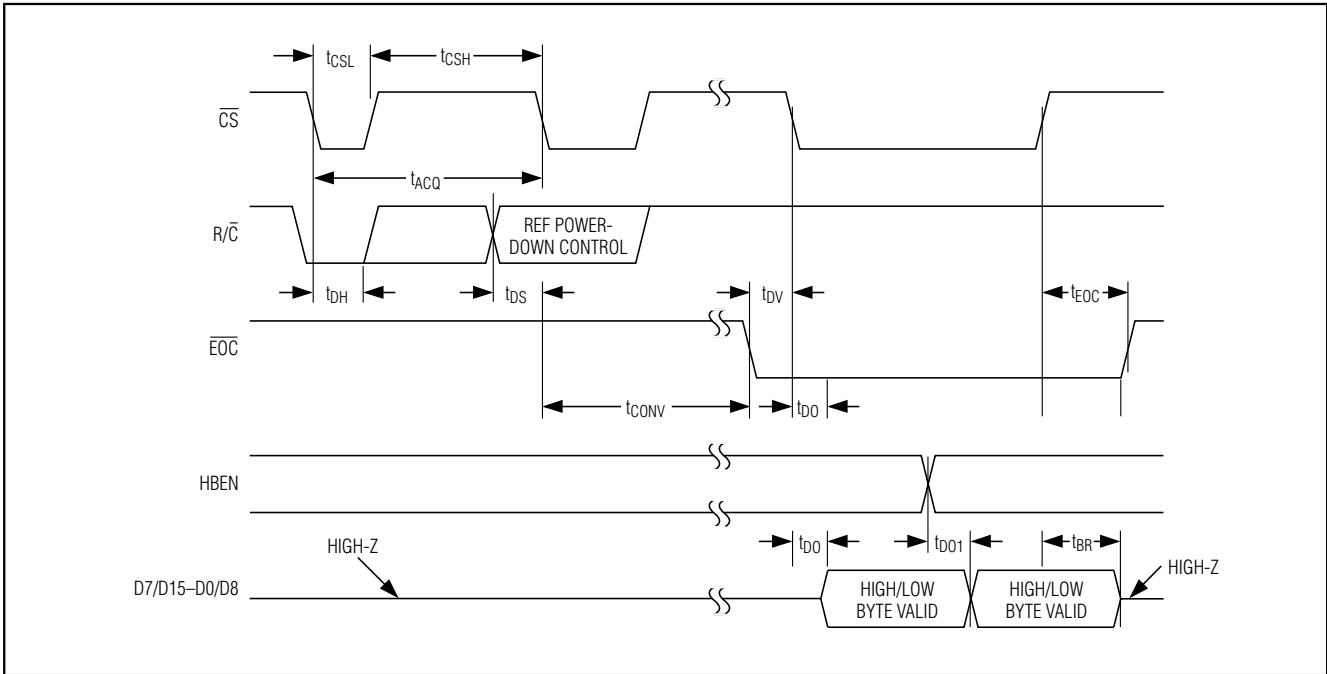 tCSL
tCSH
CS
tACQ
R/C
REF POWER-
DOWN CONTROL
tDH
tDS
tDV
tEOC
EOC
tCONV
tDO
HBEN
HIGH-Z
tDO
tDO1
tBR
HIGH-Z
D7/D15–D0/D8
HIGH/LOW
BYTE VALID
HIGH/LOW
BYTE VALID